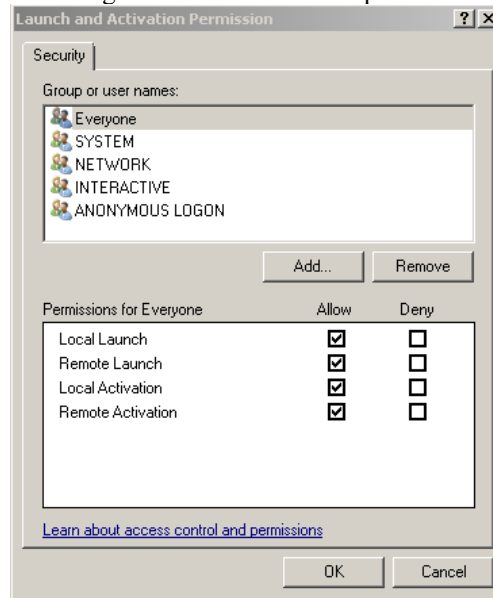 Launch and Activation Permission
Security
Group or user names:
Everyone
SYSTEM
NETWORK
INTERACTIVE
ANONYMOUS LOGON
Add... Remove
Permissions for Everyone Allow Deny
Local Launch
Remote Launch
Local Activation
Remote Activation
Learn about access control and permissions
OK Cancel